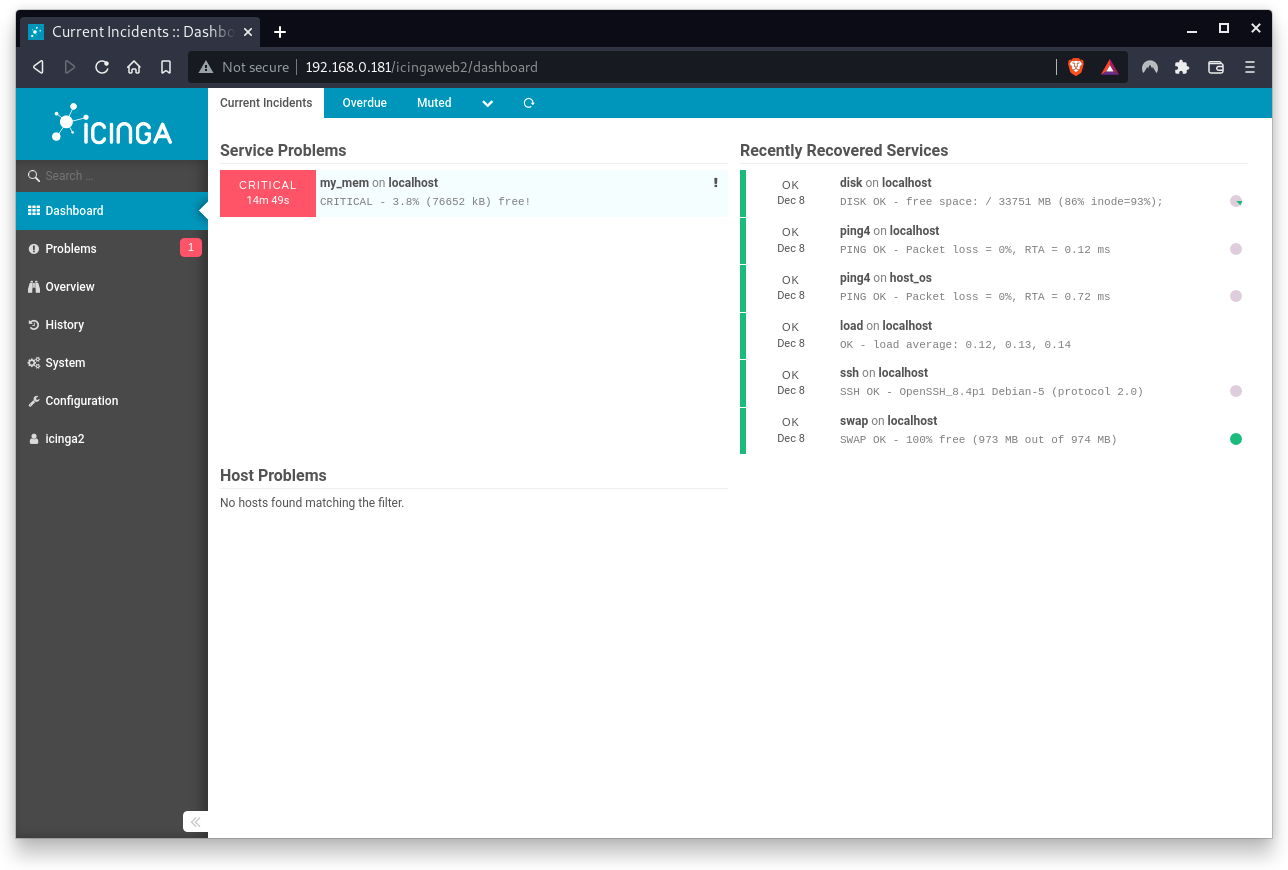 Current Incidents :: Dashbo
Not secure
192.168.0.181/icingaweb2/dashboard
ICINGA
Search ...
Dashboard
Problems
1
Overview
History
System
Configuration
icinga2
Current Incidents
Overdue
Muted
Service Problems
CRITICAL
14m 49s
my_mem on localhost
CRITICAL - 3.8% (76652 kB) free!
Host Problems
No hosts found matching the filter.
Recently Recovered Services
OK
Dec 8
disk on localhost
DISK OK - free space: / 33751 MB (86% inode=93%);
OK
Dec 8
ping4 on localhost
PING OK - Packet loss = 0%, RTA = 0.12 ms
OK
Dec 8
ping4 on host_os
PING OK - Packet loss = 0%, RTA = 0.72 ms
OK
Dec 8
load on localhost
OK - load average: 0.12, 0.13, 0.14
OK
Dec 8
ssh on localhost
SSH OK - OpenSSH_8.4p1 Debian-5 (protocol 2.0)
OK
Dec 8
swap on localhost
SWAP OK - 100% free (973 MB out of 974 MB)